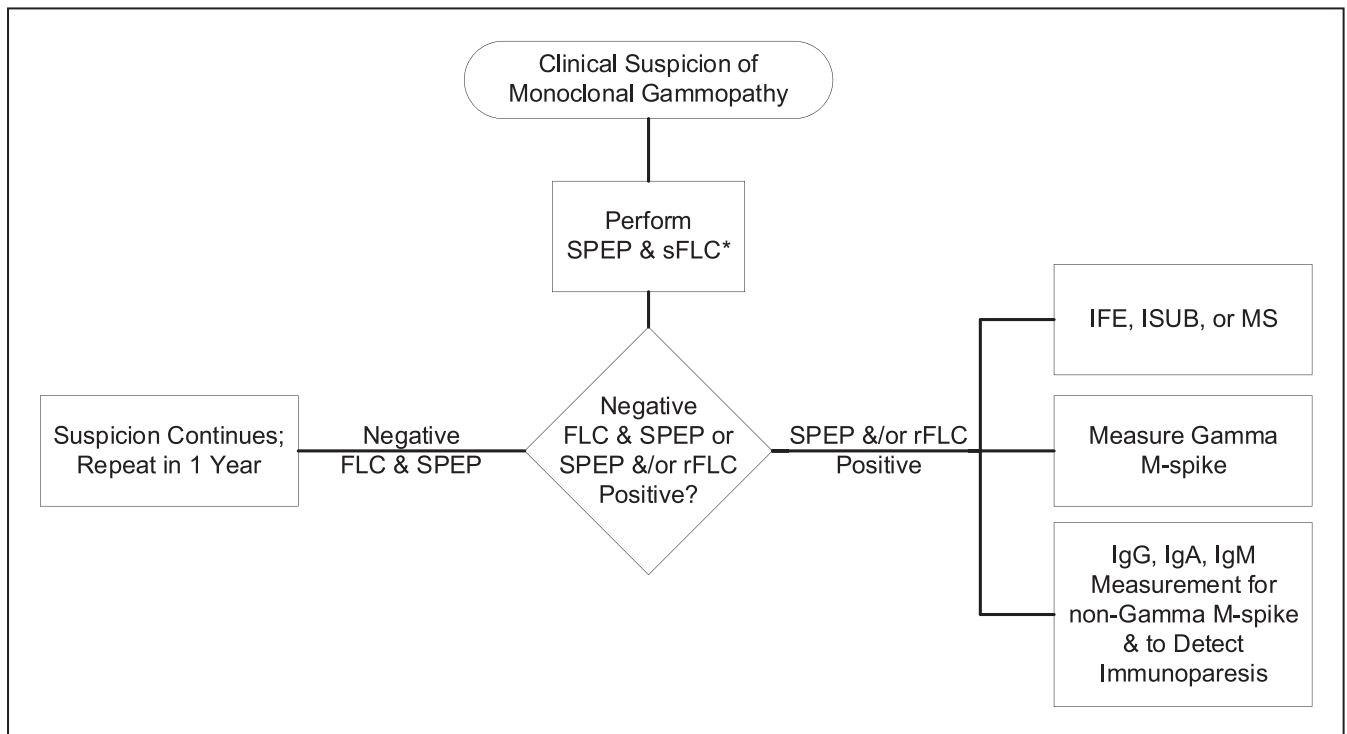 Clinical Suspicion of
Monoclonal Gammopathy
Perform
SPEP & sFLC*
Negative
FLC & SPEP or
SPEP &/or rFLC
Positive?
Suspicion Continues;
Repeat in 1 Year
Negative
FLC & SPEP
SPEP &/or rFLC
Positive
IFE, ISUB, or MS
Measure Gamma
M-spike
IgG, IgA, IgM
Measurement for
non-Gamma M-spike
& to Detect
Immunoparesis